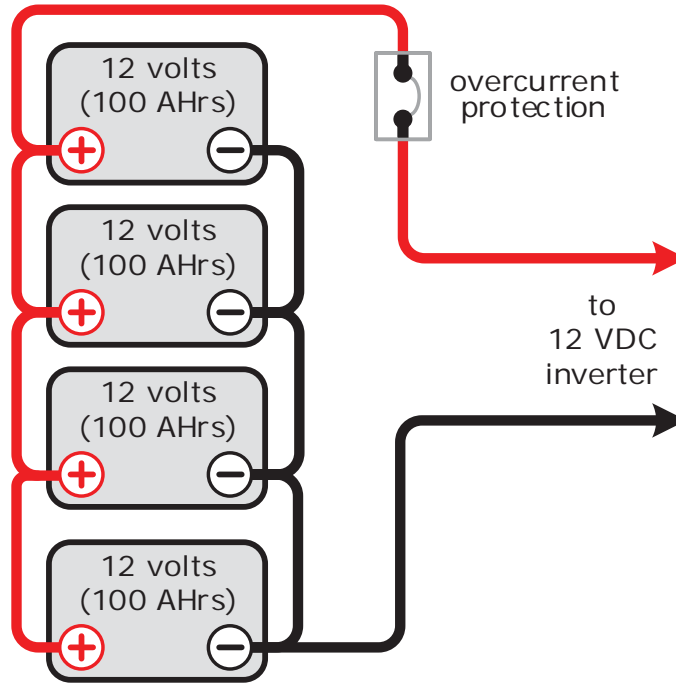 12 volts
(100 AHrs)
+
−
overcurrent
protection
12 volts
(100 AHrs)
+
−
to
12 VDC
inverter
12 volts
(100 AHrs)
+
−
12 volts
(100 AHrs)
+
−